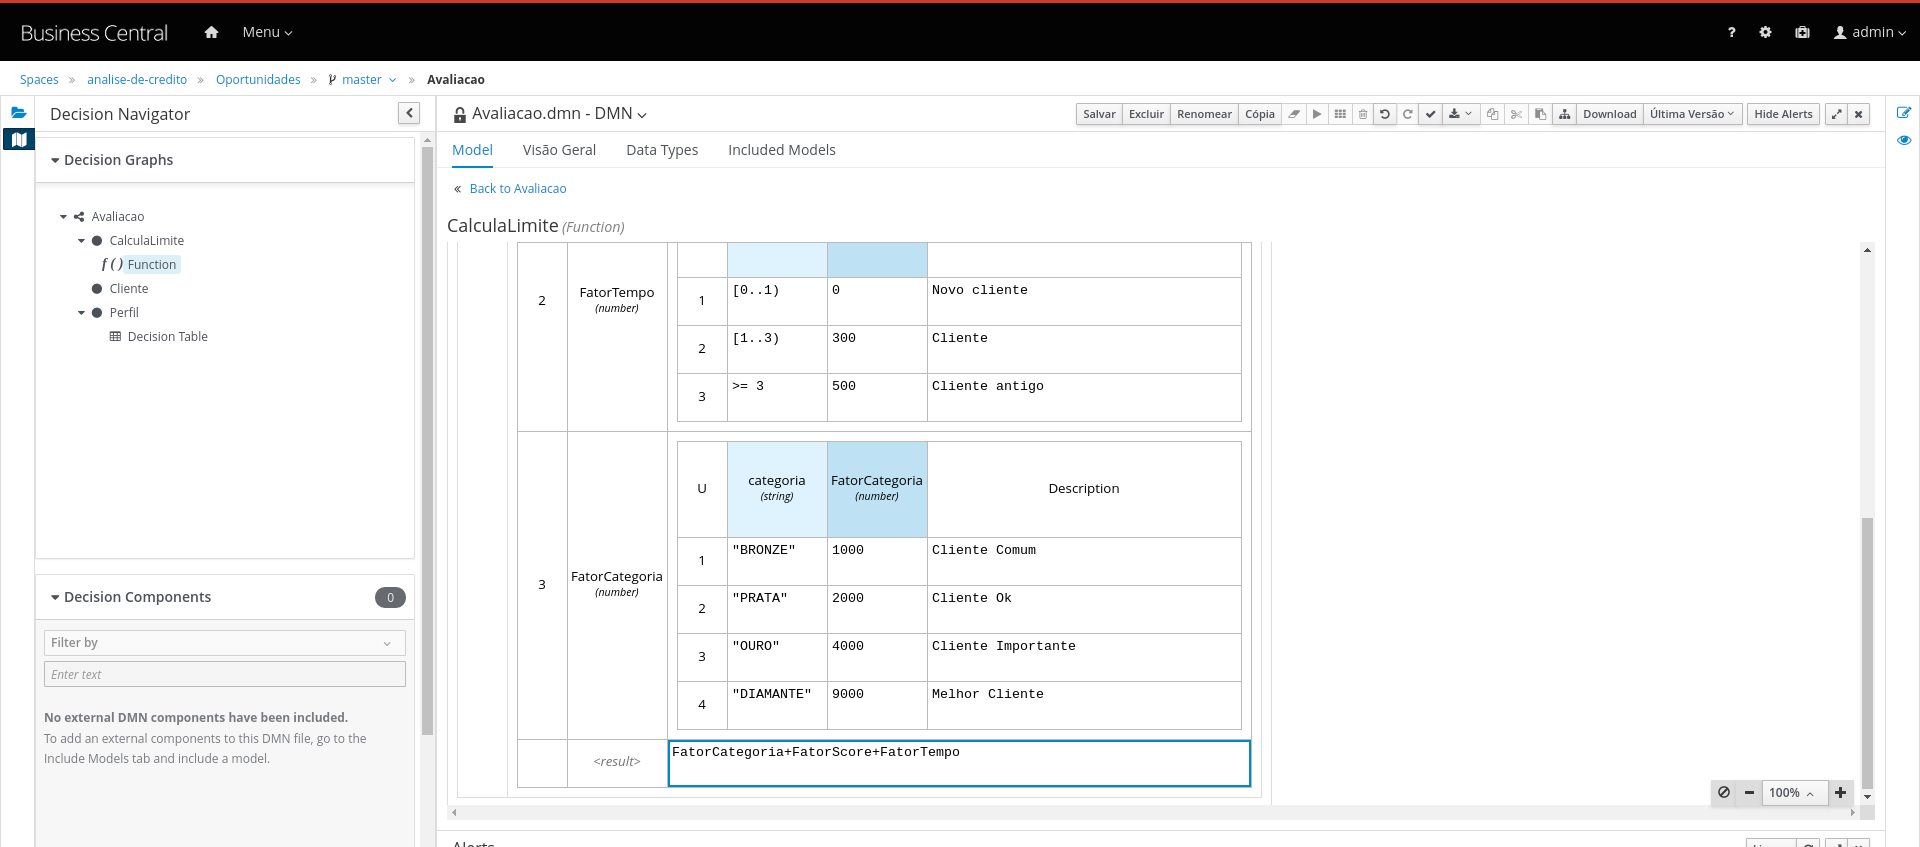 Business Central
Menu
?
admin
Spaces » analise-de-credito » Oportunidades » master » Avaliacao
Decision Navigator
Decision Graphs
Avaliacao
CalculaLimite
f ( ) Function
Cliente
Perfil
Decision Table
Decision Components
0
Filter by
Enter text
No external DMN components have been included.
To add an external components to this DMN file, go to the
Include Models tab and include a model.
Avaliacao.dmn - DMN
Salvar Excluir Renomear Cópia Download Última Versão Hide Alerts
Model Visão Geral Data Types Included Models
« Back to Avaliacao
CalculaLimite (Function)
2
FatorTempo
(number)
1 [0..1) 0 Novo cliente
2 [1..3) 300 Cliente
3 >= 3 500 Cliente antigo
3
FatorCategoria
(number)
U
categoria
(string)
FatorCategoria
(number)
Description
1 "BRONZE" 1000 Cliente Comum
2 "PRATA" 2000 Cliente Ok
3 "OURO" 4000 Cliente Importante
4 "DIAMANTE" 9000 Melhor Cliente
<result> FatorCategoria+FatorScore+FatorTempo
100%
Alerts